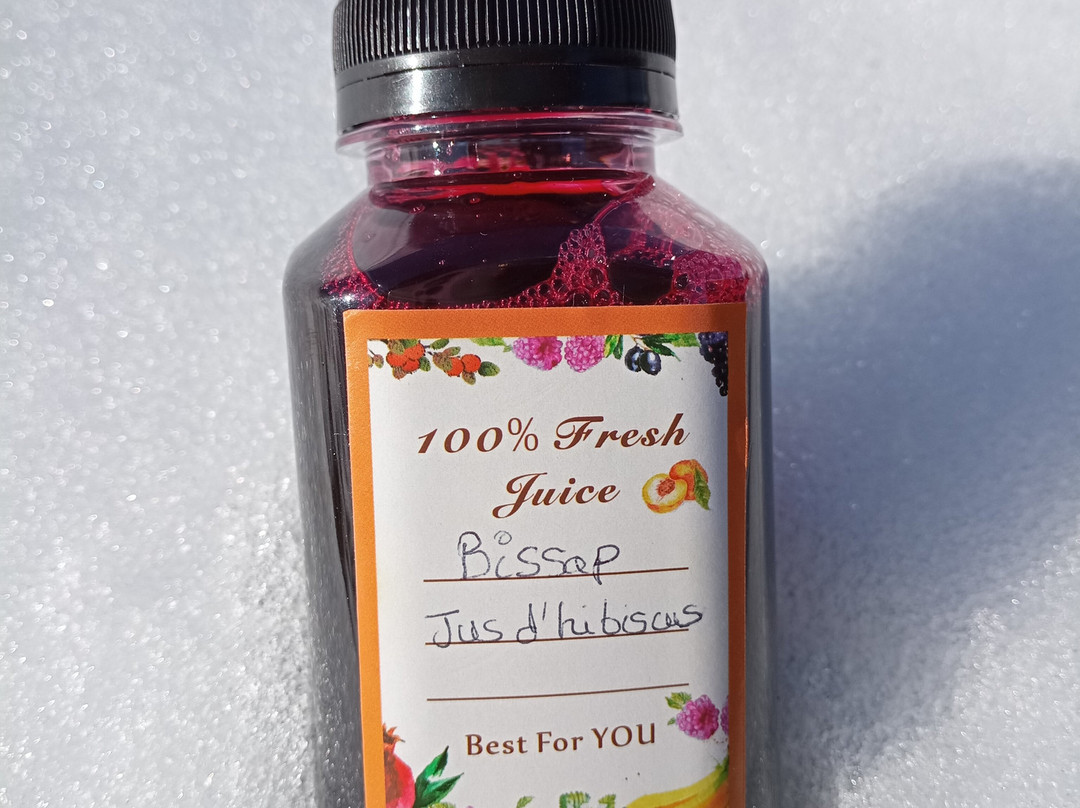 100% Fresh
Juice
Bissap
Jus d'hibiscus
Best For YOU